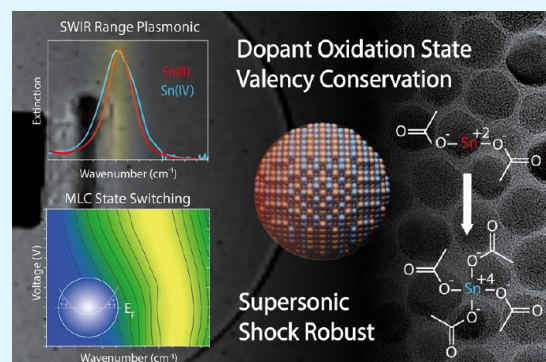 SWIR Range Plasmonic
Extinction
Sn(II)
Sn(IV)
Wavenumber (cm⁻¹)
MLC State Switching
Voltage (V)
E_F
Wavenumber (cm⁻¹)
Dopant Oxidation State
Valency Conservation
Supersonic
Shock Robust
O
O⁻
Sn
+2
O⁻
O
O
O
O⁻
O⁻
Sn
+4
O⁻
O⁻
O
O